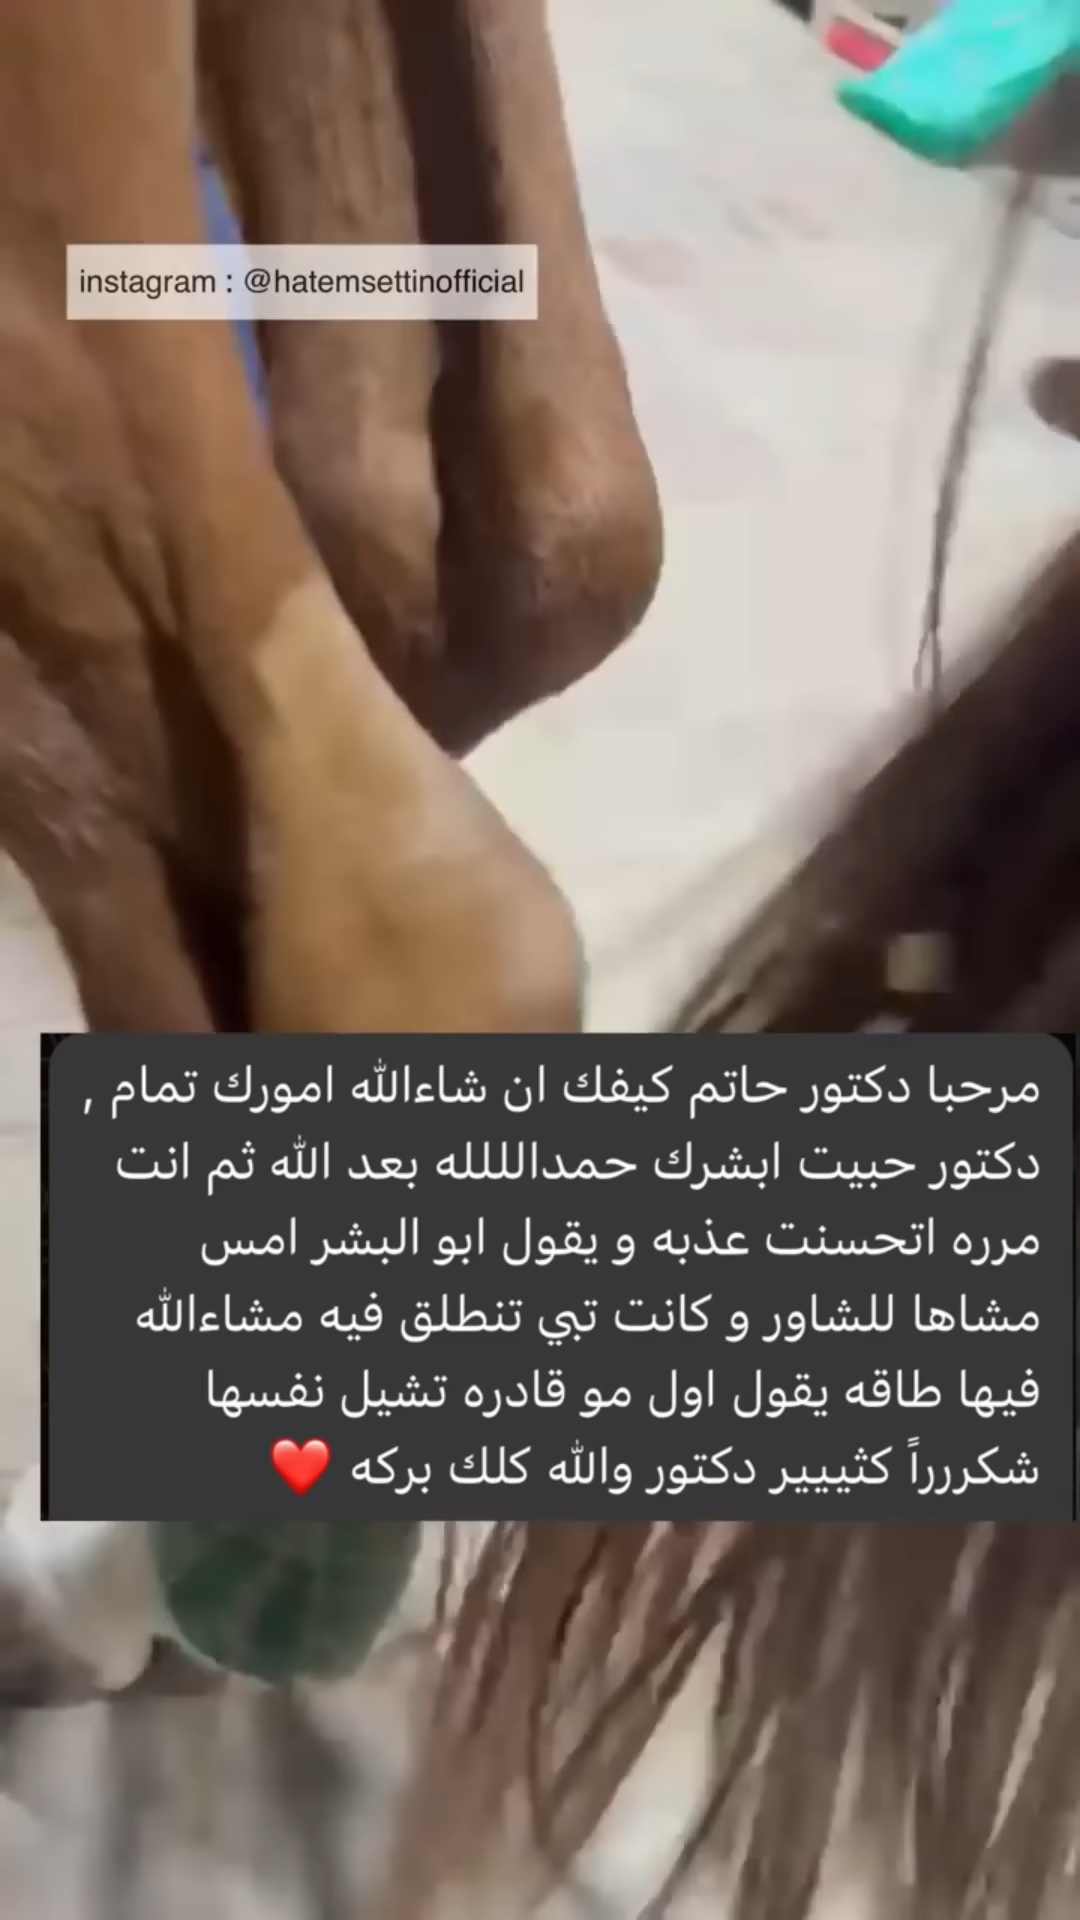 instagram : @hatemsettinofficial
مرحبا دكتور حاتم كيفك ان شاءالله امورك تمام ,
دكتور حبيت ابشرك حمدالللله بعد الله ثم انت
مرره اتحسنت عذبه و يقول ابو البشر امس
مشاها للشاور و كانت تبي تنطلق فيه مشاءالله
فيها طاقه يقول اول مو قادره تشيل نفسها
شكررراً كثيييير دكتور والله كلك بركه ❤️